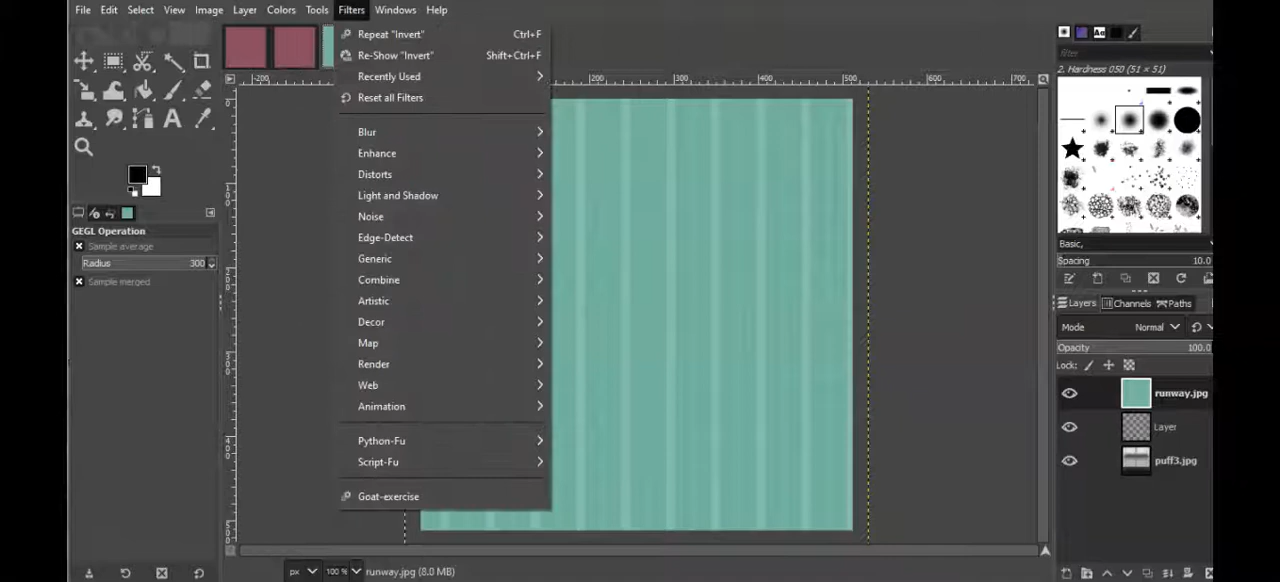 File Edit Select View Image Layer Colors Tools Filters Windows Help
Repeat "Invert" Ctrl+F
Re-Show "Invert" Shift+Ctrl+F
Recently Used
Reset all Filters
Blur
Enhance
Distorts
Light and Shadow
Noise
Edge-Detect
Generic
Combine
Artistic
Decor
Map
Render
Web
Animation
Python-Fu
Script-Fu
Goat-exercise
GEGL Operation
Sample average
Radius 300
Sample merged
-200 200 300 400 500 600 700
px 100 % runway.jpg (8.0 MB)
filter
2. Hardness 050 (51 × 51)
Basic,
Spacing 10.0
Layers Channels Paths
Mode Normal
Opacity 100.0
Lock:
runway.jpg
Layer
puff3.jpg